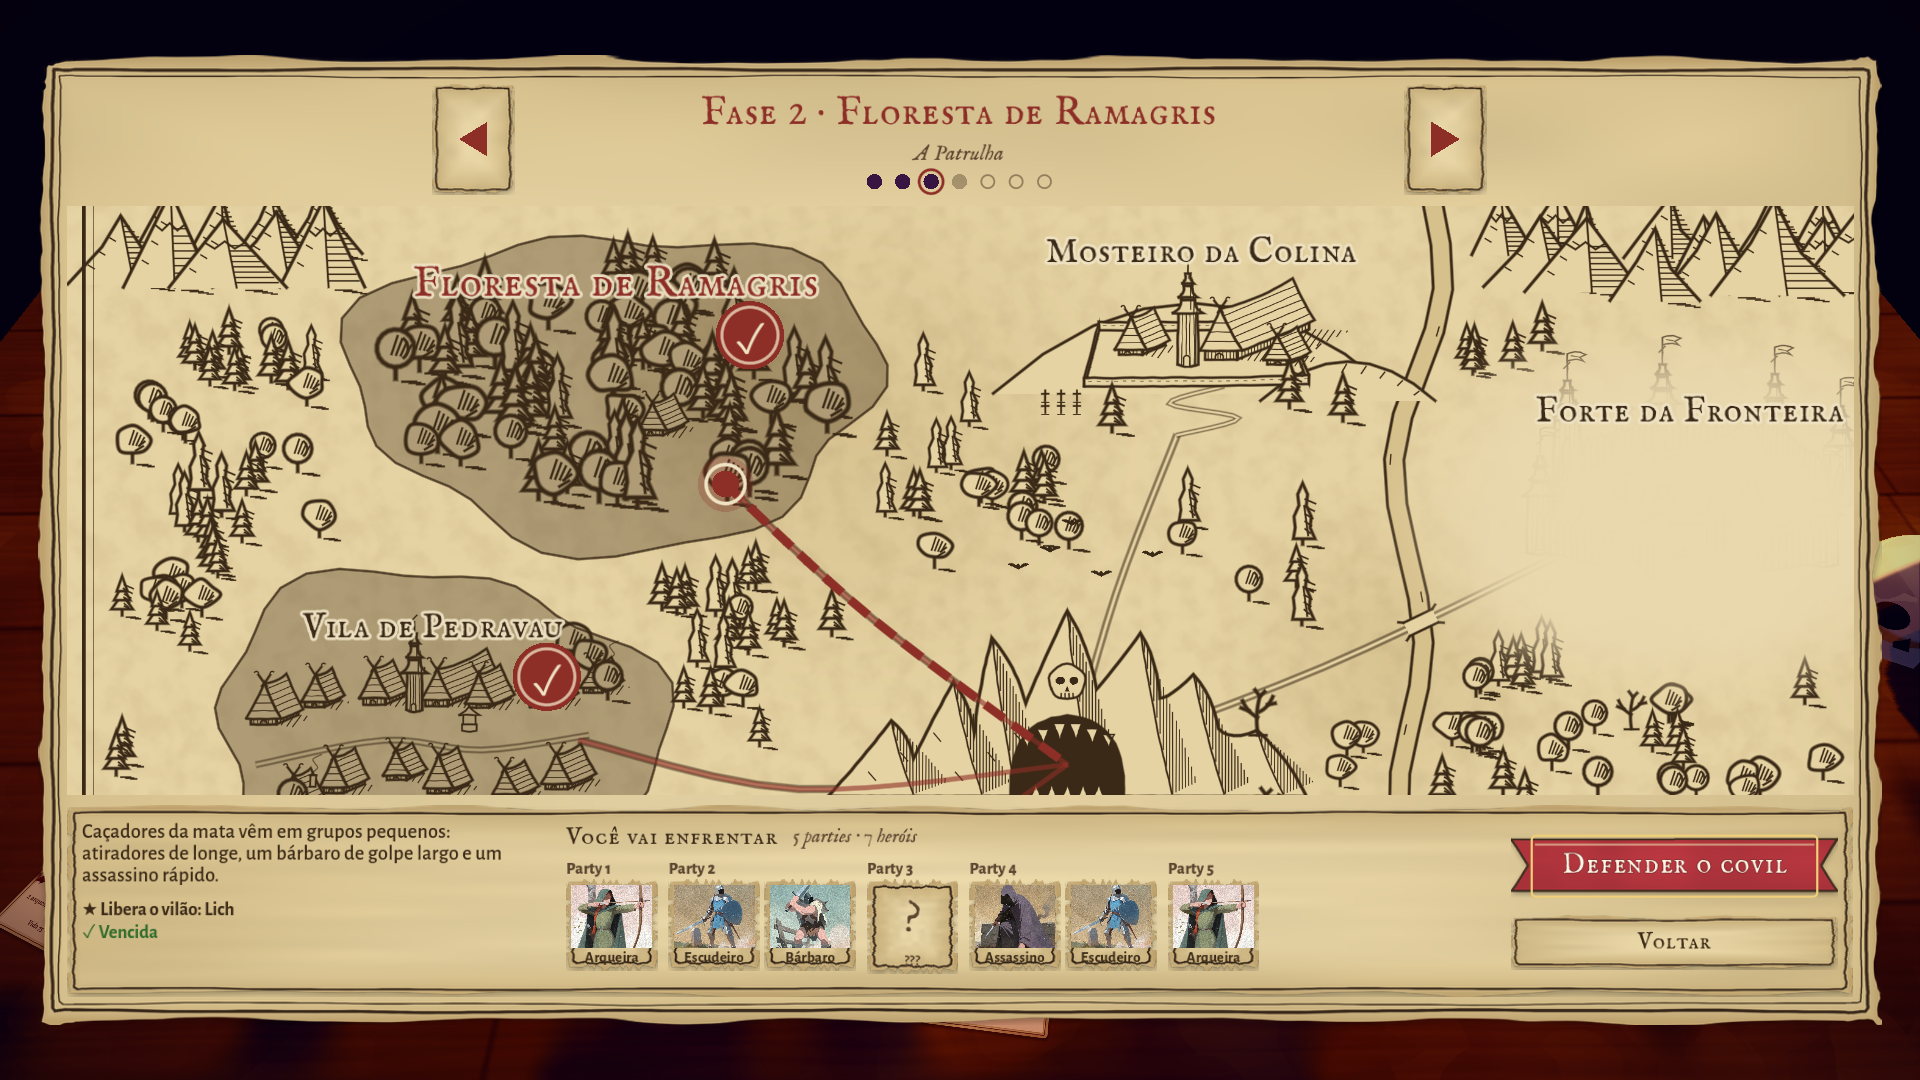 Fase 2 · Floresta de Ramagris
A Patrulha
Floresta de Ramagris
Mosteiro da Colina
Forte da Fronteira
Vila de Pedravau
Caçadores da mata vêm em grupos pequenos:
atiradores de longe, um bárbaro de golpe largo e um
assassino rápido.
★ Libera o vilão: Lich
✓ Vencida
Você vai enfrentar 5 parties · 7 heróis
Party 1 Party 2 Party 3 Party 4 Party 5
?
Arqueira Escudeiro Bárbaro ??? Assassino Escudeiro Arqueira
Defender o covil
Voltar